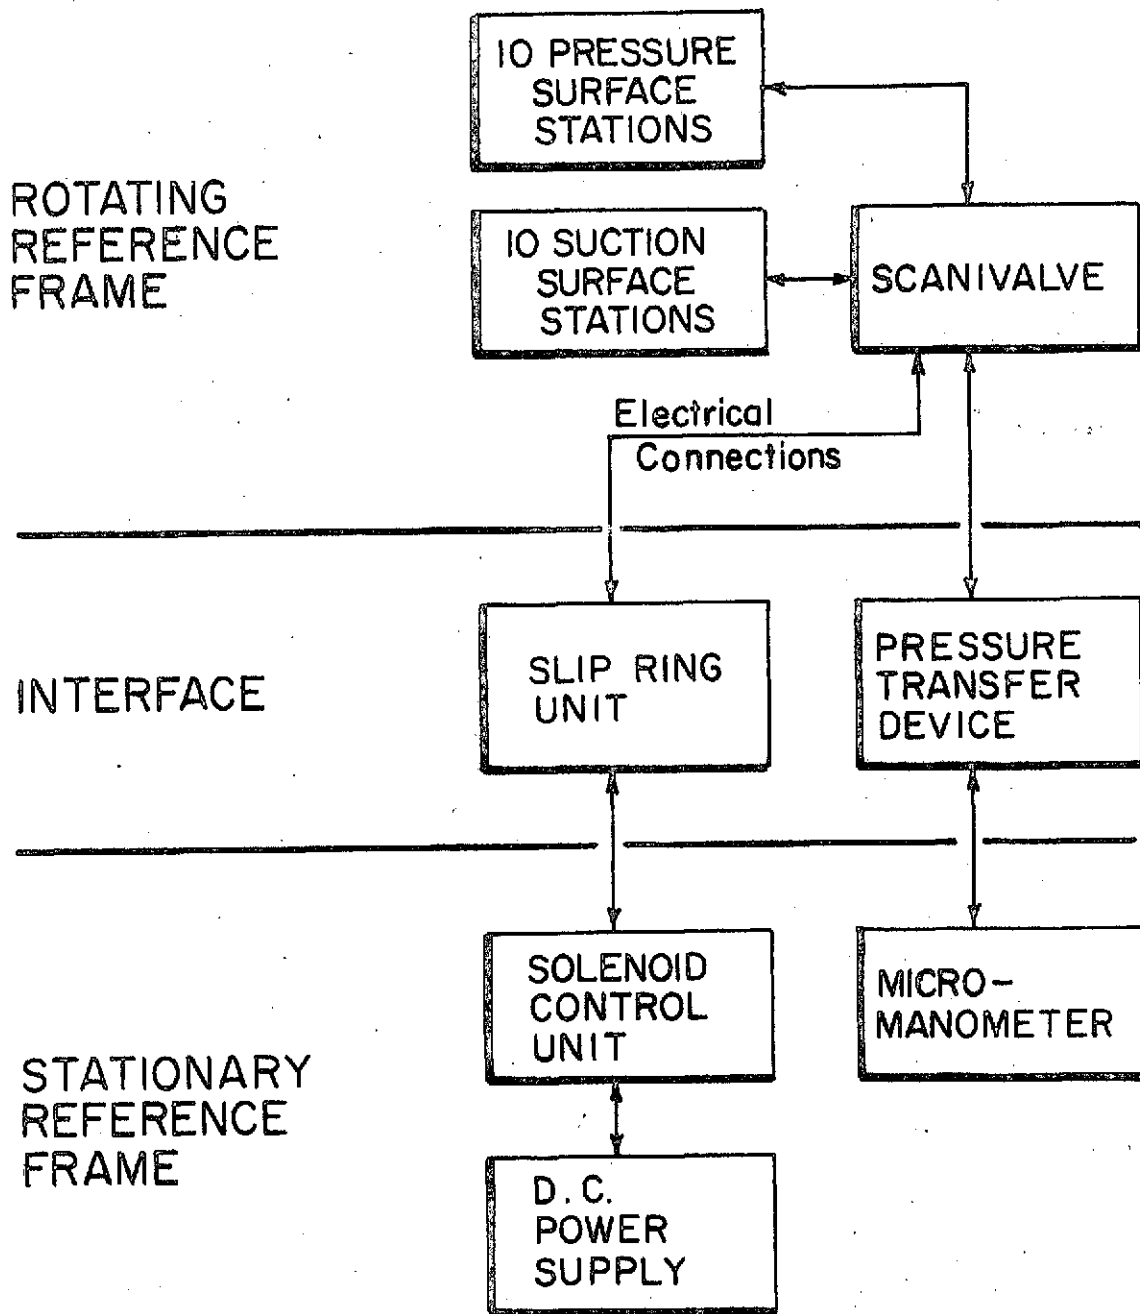 10 PRESSURE
SURFACE
STATIONS
ROTATING
REFERENCE
FRAME
10 SUCTION
SURFACE
STATIONS
SCANIVALVE
Electrical
Connections
INTERFACE
SLIP RING
UNIT
PRESSURE
TRANSFER
DEVICE
STATIONARY
REFERENCE
FRAME
SOLENOID
CONTROL
UNIT
MICRO-
MANOMETER
D.C.
POWER
SUPPLY